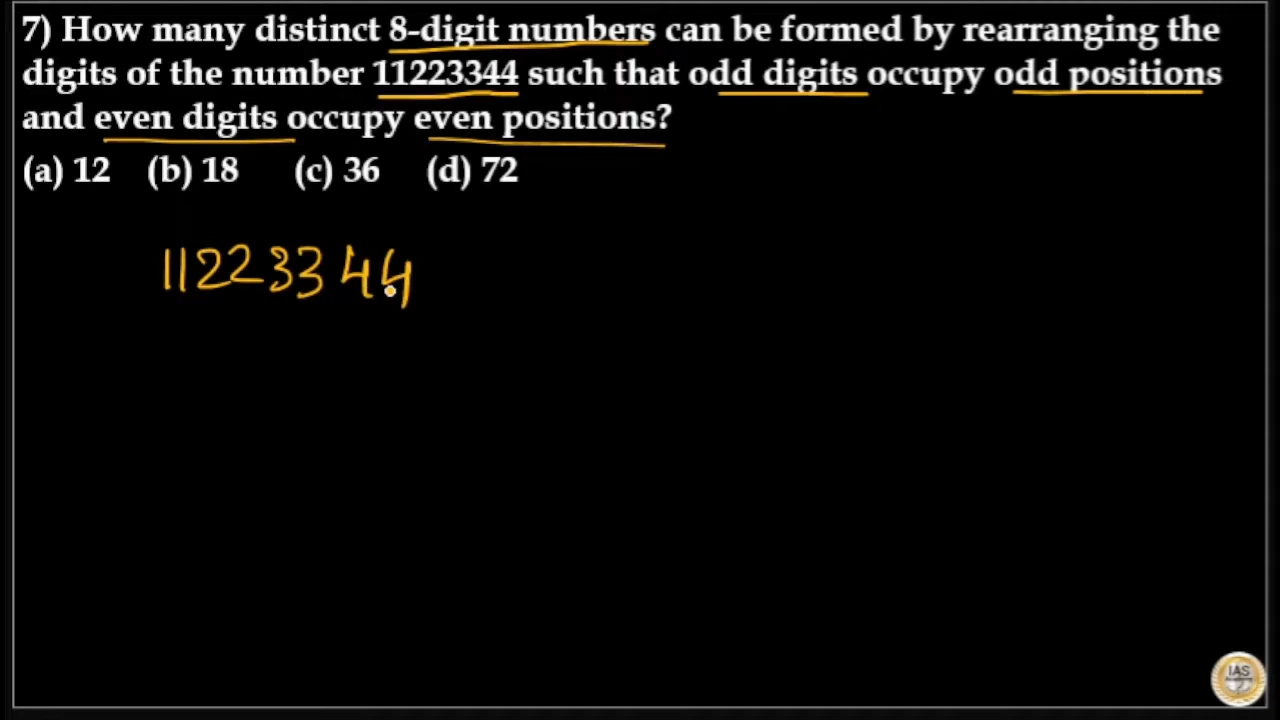 7) How many distinct 8-digit numbers can be formed by rearranging the
digits of the number 11223344 such that odd digits occupy odd positions
and even digits occupy even positions?
(a) 12 (b) 18 (c) 36 (d) 72
11223344
IAS